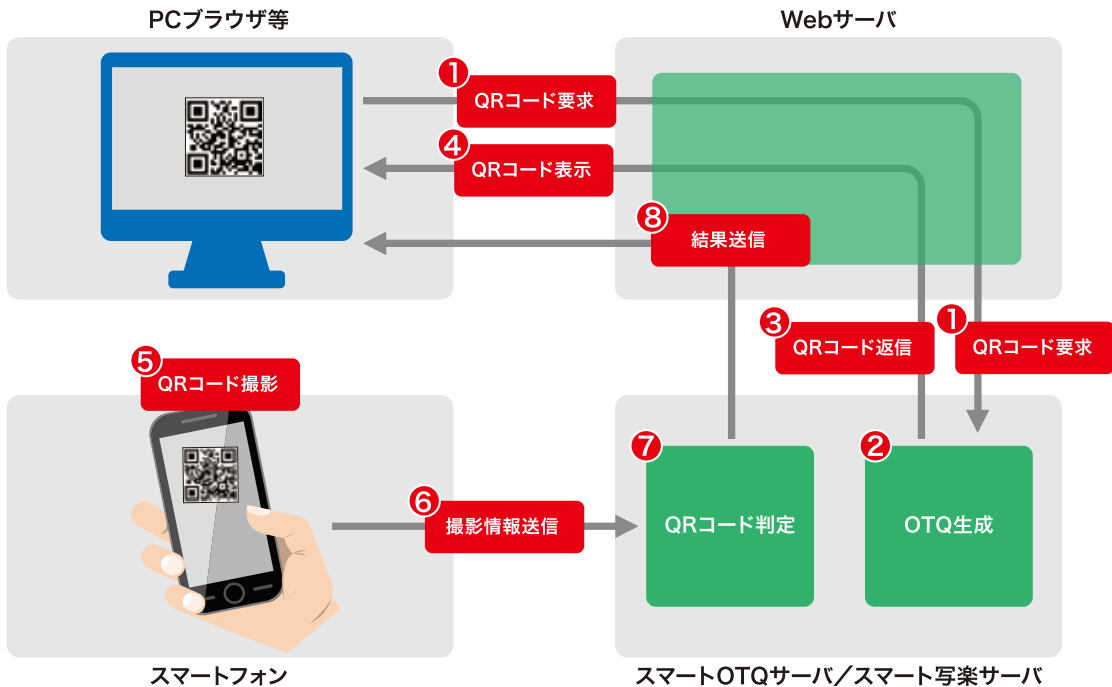 PCブラウザ等
Webサーバ
1
QRコード要求
4
QRコード表示
8
結果送信
3
QRコード返信
1
QRコード要求
5
QRコード撮影
6
撮影情報送信
7
QRコード判定
2
OTQ生成
スマートフォン
スマートOTQサーバ／スマート写楽サーバ